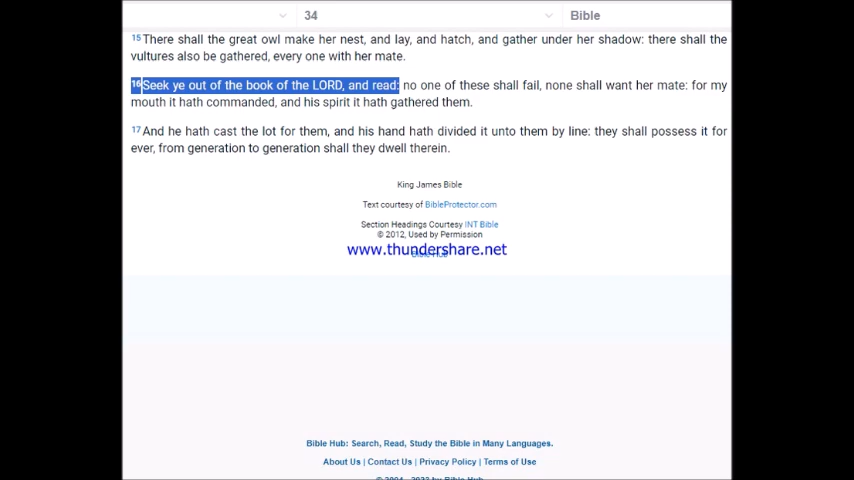 34 Bible
15 There shall the great owl make her nest, and lay, and hatch, and gather under her shadow: there shall the
vultures also be gathered, every one with her mate.
16 Seek ye out of the book of the LORD, and read: no one of these shall fail, none shall want her mate: for my
mouth it hath commanded, and his spirit it hath gathered them.
17 And he hath cast the lot for them, and his hand hath divided it unto them by line: they shall possess it for
ever, from generation to generation shall they dwell therein.
King James Bible
Text courtesy of BibleProtector.com
Section Headings Courtesy INT Bible
© 2012, Used by Permission
www.thundershare.net
Bible Hub
Bible Hub: Search, Read, Study the Bible in Many Languages.
About Us | Contact Us | Privacy Policy | Terms of Use